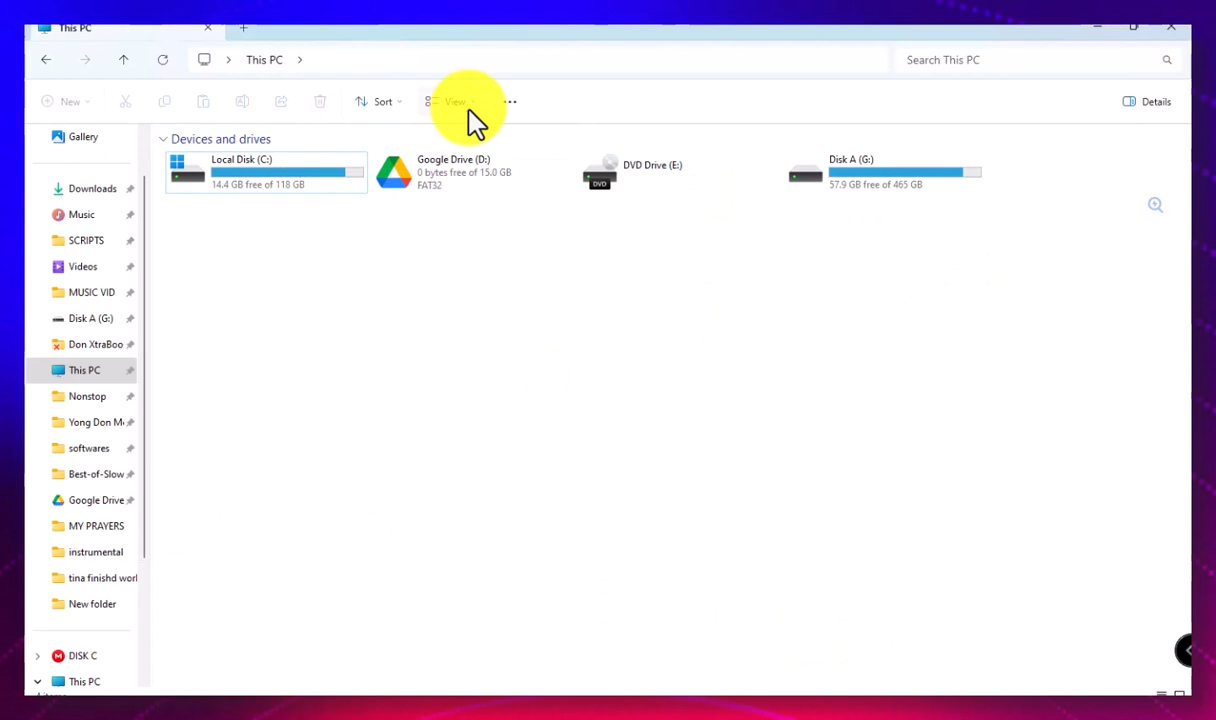 This PC
This PC
Search This PC
New
Sort
View
Details
Gallery
Downloads
Music
SCRIPTS
Videos
MUSIC VID
Disk A (G:)
Don XtraBoo
This PC
Nonstop
Yong Don M
softwares
Best-of-Slow
Google Drive
MY PRAYERS
instrumental
tina finishd worl
New folder
DISK C
This PC
Devices and drives
Local Disk (C:)
14.4 GB free of 118 GB
Google Drive (D:)
0 bytes free of 15.0 GB
FAT32
DVD Drive (E:)
DVD
Disk A (G:)
57.9 GB free of 465 GB